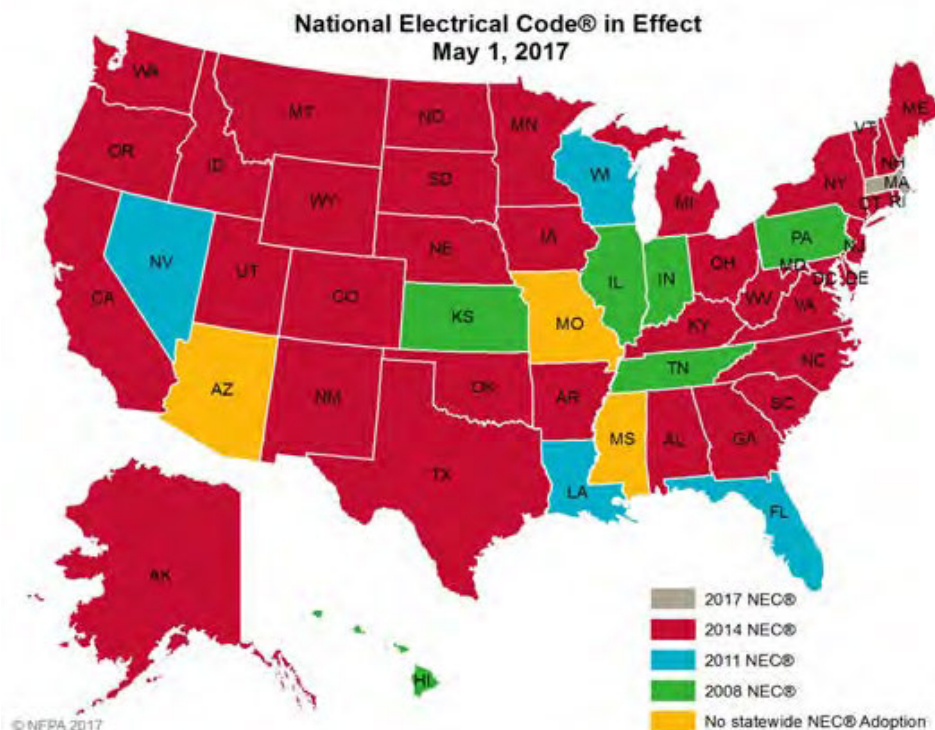 National Electrical Code® in Effect
May 1, 2017
WA
MT
ND
MN
ME
VT
NH
OR
ID
SD
WI
NY
MA
CT
RI
WY
MI
NV
UT
NE
IA
PA
NJ
CA
CO
IL
IN
OH
MD
DC
DE
WV
VA
KS
MO
KY
AZ
NM
OK
AR
TN
NC
SC
TX
MS
AL
GA
LA
FL
AK
HI
2017 NEC®
2014 NEC®
2011 NEC®
2008 NEC®
No statewide NEC® Adoption
© NFPA 2017